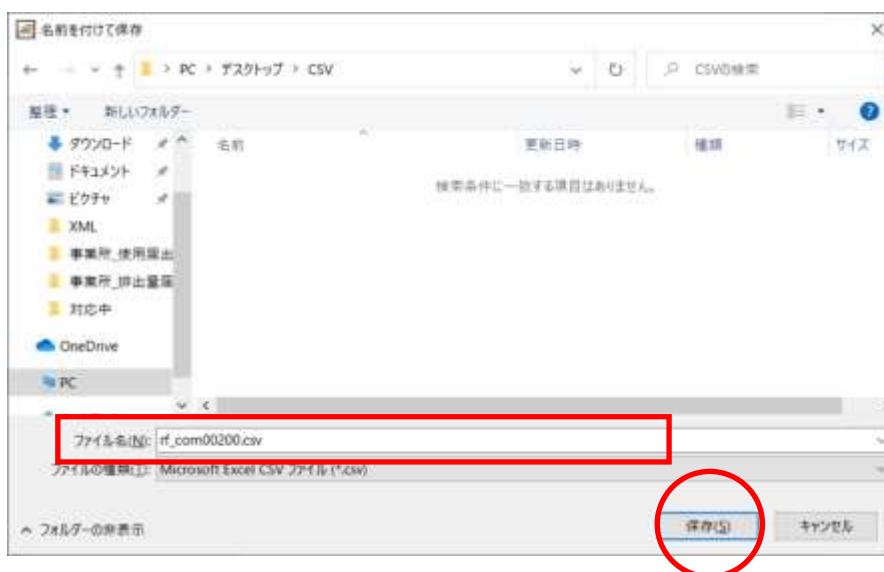 名前を付けて保存
PC › デスクトップ › CSV
CSVの検索
整理 新しいフォルダー
名前 更新日時 種類 サイズ
検索条件に一致する項目はありません。
ダウンロード
ドキュメント
ピクチャ
XML
事業所_使用届出
事業所_排出量届
対応中
OneDrive
PC
ファイル名(N): rf_com00200.csv
ファイルの種類(T): Microsoft Excel CSV ファイル (*.csv)
フォルダーの非表示
保存(S) キャンセル